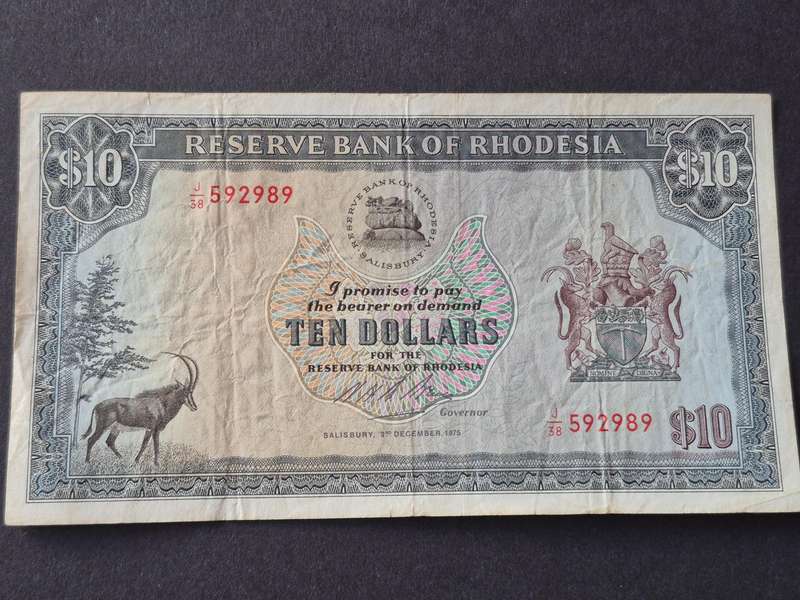 RESERVE BANK OF RHODESIA
$10
$10
J/38 592989
RESERVE BANK OF RHODESIA
SALISBURY
I promise to pay
the bearer on demand
TEN DOLLARS
FOR THE
RESERVE BANK OF RHODESIA
Governor
SALISBURY, 3RD DECEMBER, 1975
J/38 592989
$10